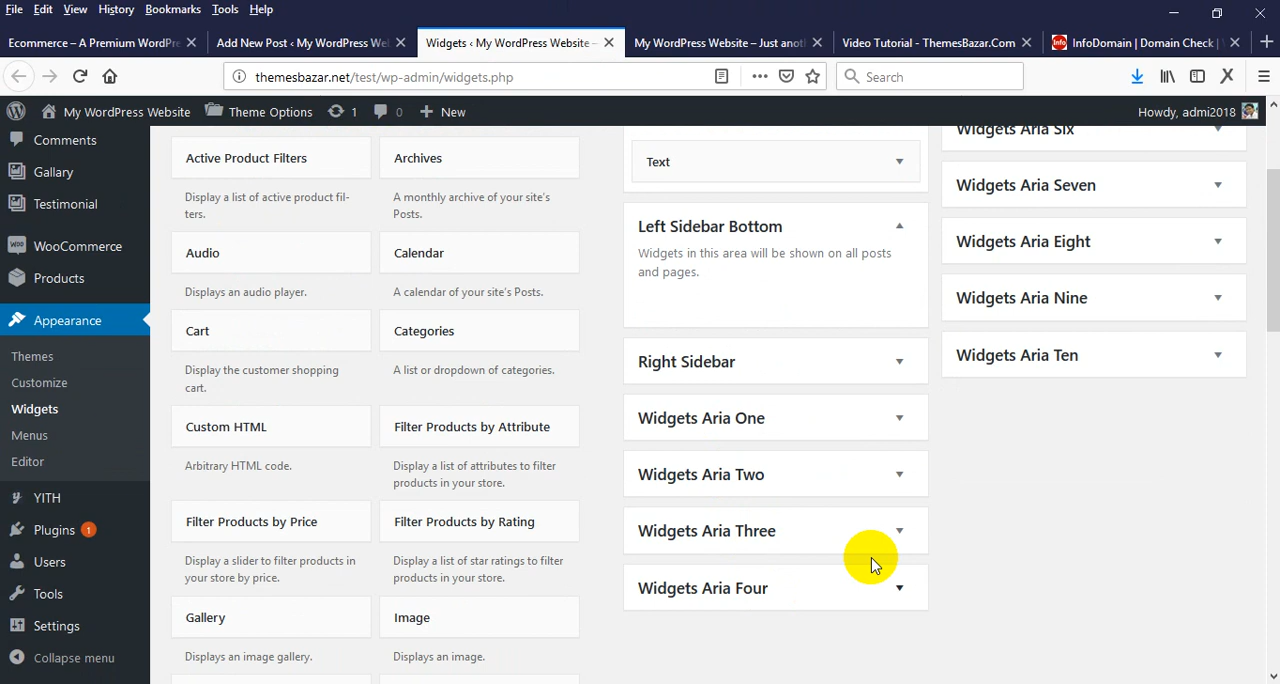 File Edit View History Bookmarks Tools Help
Ecommerce – A Premium WordPre
Add New Post ‹ My WordPress We
Widgets ‹ My WordPress Website –
My WordPress Website – Just anot
Video Tutorial - ThemesBazar.Com
Info InfoDomain | Domain Check |
themesbazar.net/test/wp-admin/widgets.php
Search
My WordPress Website Theme Options 1 0 New
Howdy, admi2018
Comments
Gallary
Testimonial
WooCommerce
Products
Appearance
Themes
Customize
Widgets
Menus
Editor
YITH
Plugins 1
Users
Tools
Settings
Collapse menu
Active Product Filters
Display a list of active product fil-
ters.
Archives
A monthly archive of your site's
Posts.
Audio
Displays an audio player.
Calendar
A calendar of your site's Posts.
Cart
Display the customer shopping
cart.
Categories
A list or dropdown of categories.
Custom HTML
Arbitrary HTML code.
Filter Products by Attribute
Display a list of attributes to filter
products in your store.
Filter Products by Price
Display a slider to filter products in
your store by price.
Filter Products by Rating
Display a list of star ratings to filter
products in your store.
Gallery
Displays an image gallery.
Image
Displays an image.
Text
Left Sidebar Bottom
Widgets in this area will be shown on all posts
and pages.
Right Sidebar
Widgets Aria One
Widgets Aria Two
Widgets Aria Three
Widgets Aria Four
Widgets Aria Six
Widgets Aria Seven
Widgets Aria Eight
Widgets Aria Nine
Widgets Aria Ten